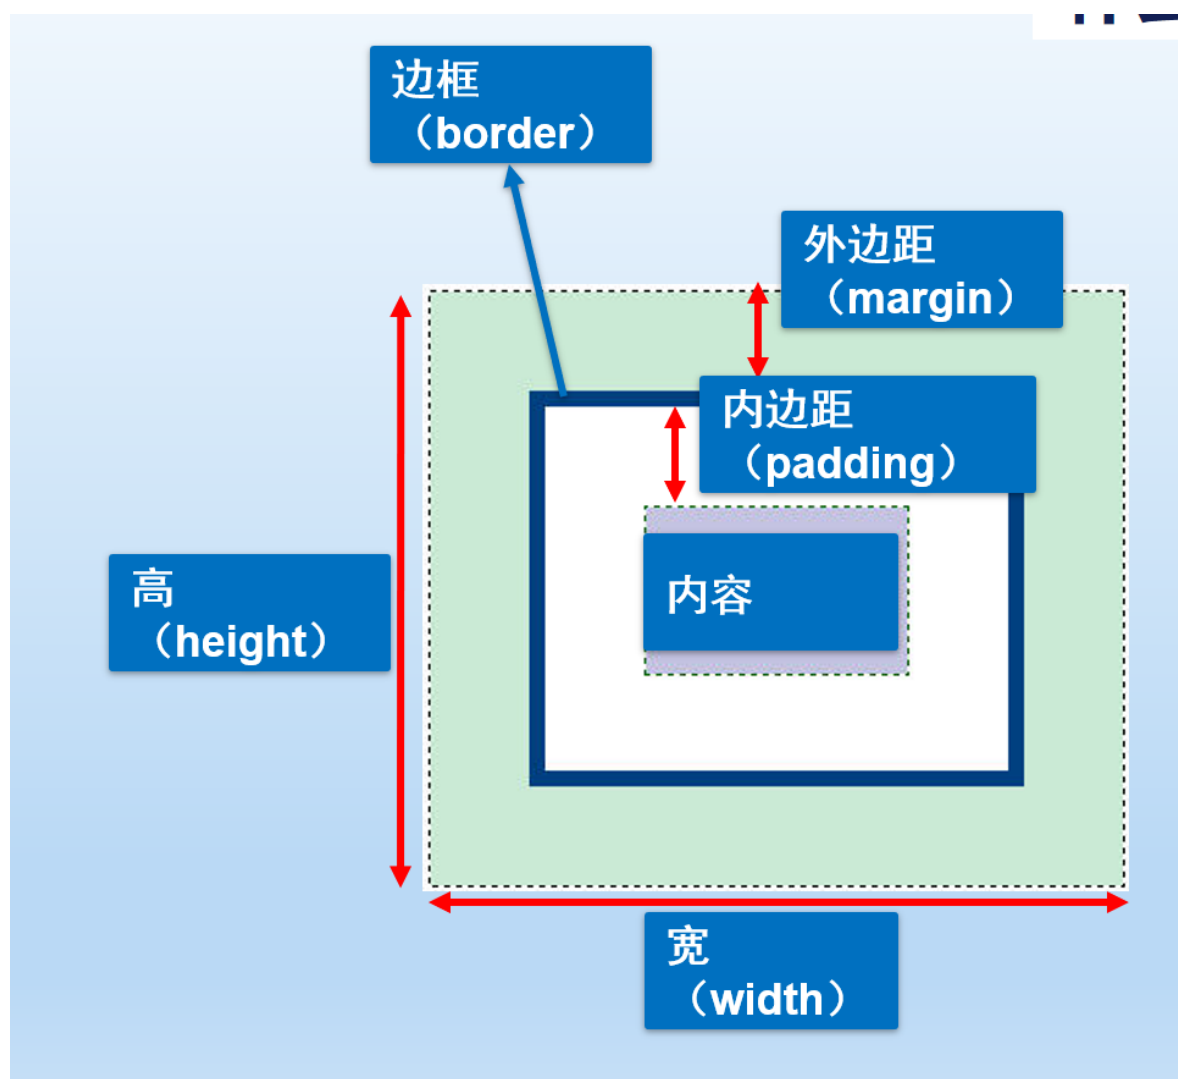 边框
（border）
外边距
（margin）
内边距
（padding）
内容
高
（height）
宽
（width）